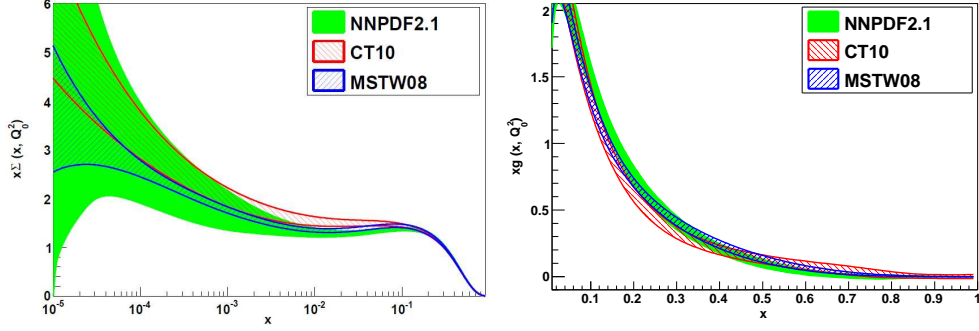 6
5
4
3
2
1
0
10⁻⁵
10⁻⁴
10⁻³
10⁻²
10⁻¹
x
xΣ (x, Q₀²)
NNPDF2.1
CT10
MSTW08
2
1.5
1
0.5
0
0.1
0.2
0.3
0.4
0.5
0.6
0.7
0.8
0.9
1
x
xg (x, Q₀²)
NNPDF2.1
CT10
MSTW08